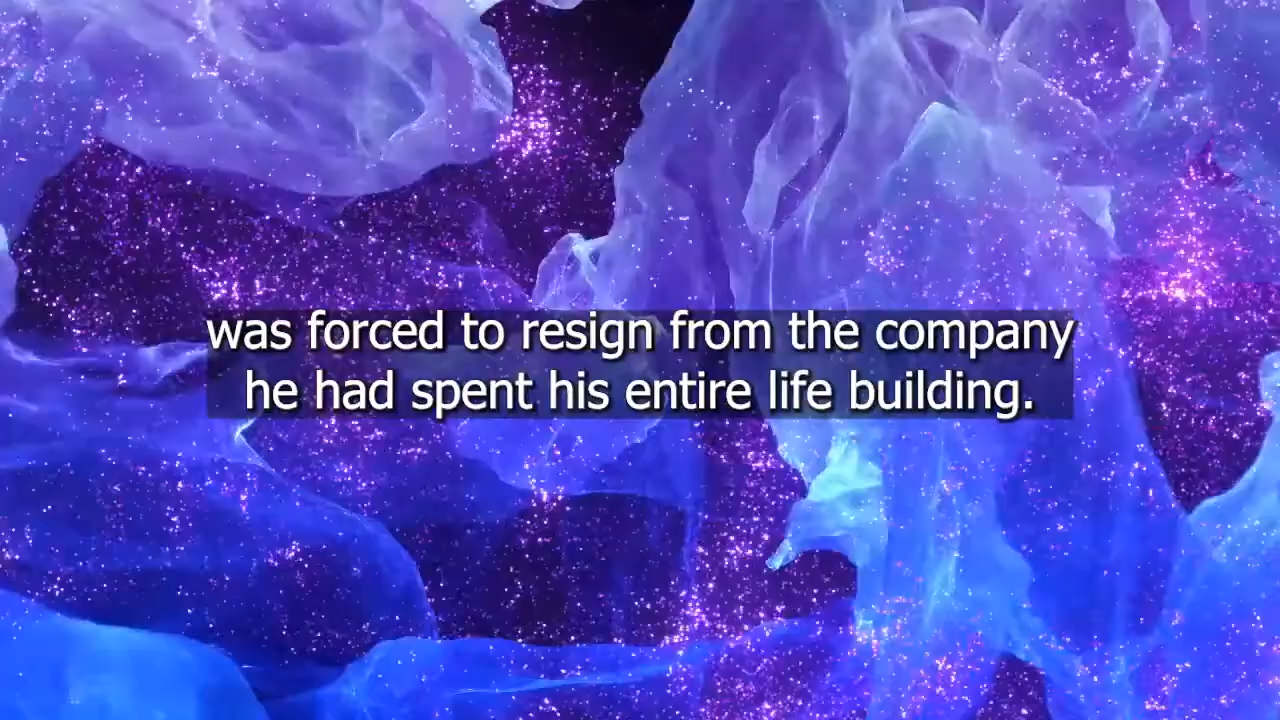 was forced to resign from the company
he had spent his entire life building.